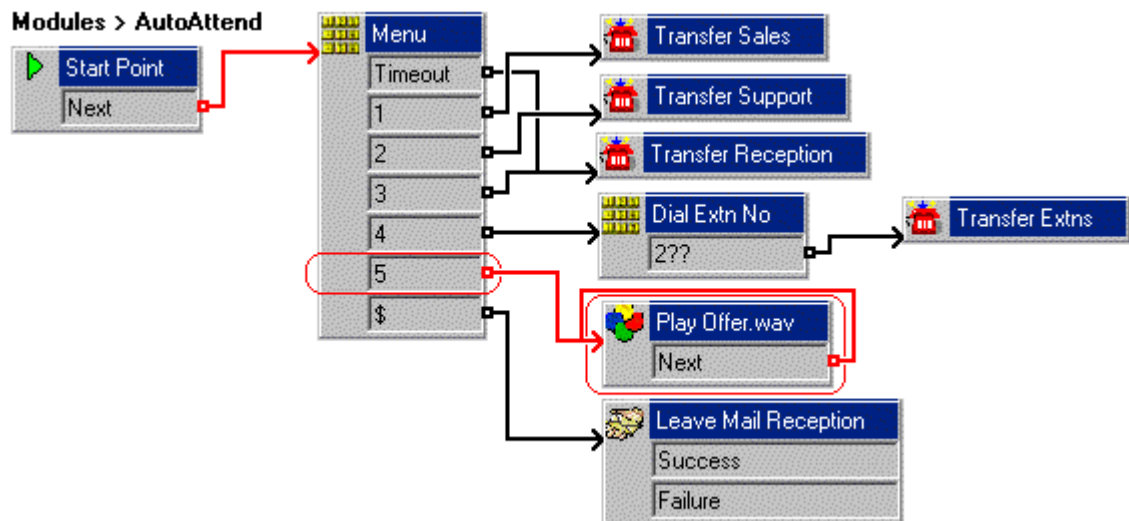 Modules > AutoAttend
Start Point
Next
Menu
Timeout
1
2
3
4
5
$
Transfer Sales
Transfer Support
Transfer Reception
Dial Extn No
2??
Transfer Extns
Play Offer.wav
Next
Leave Mail Reception
Success
Failure